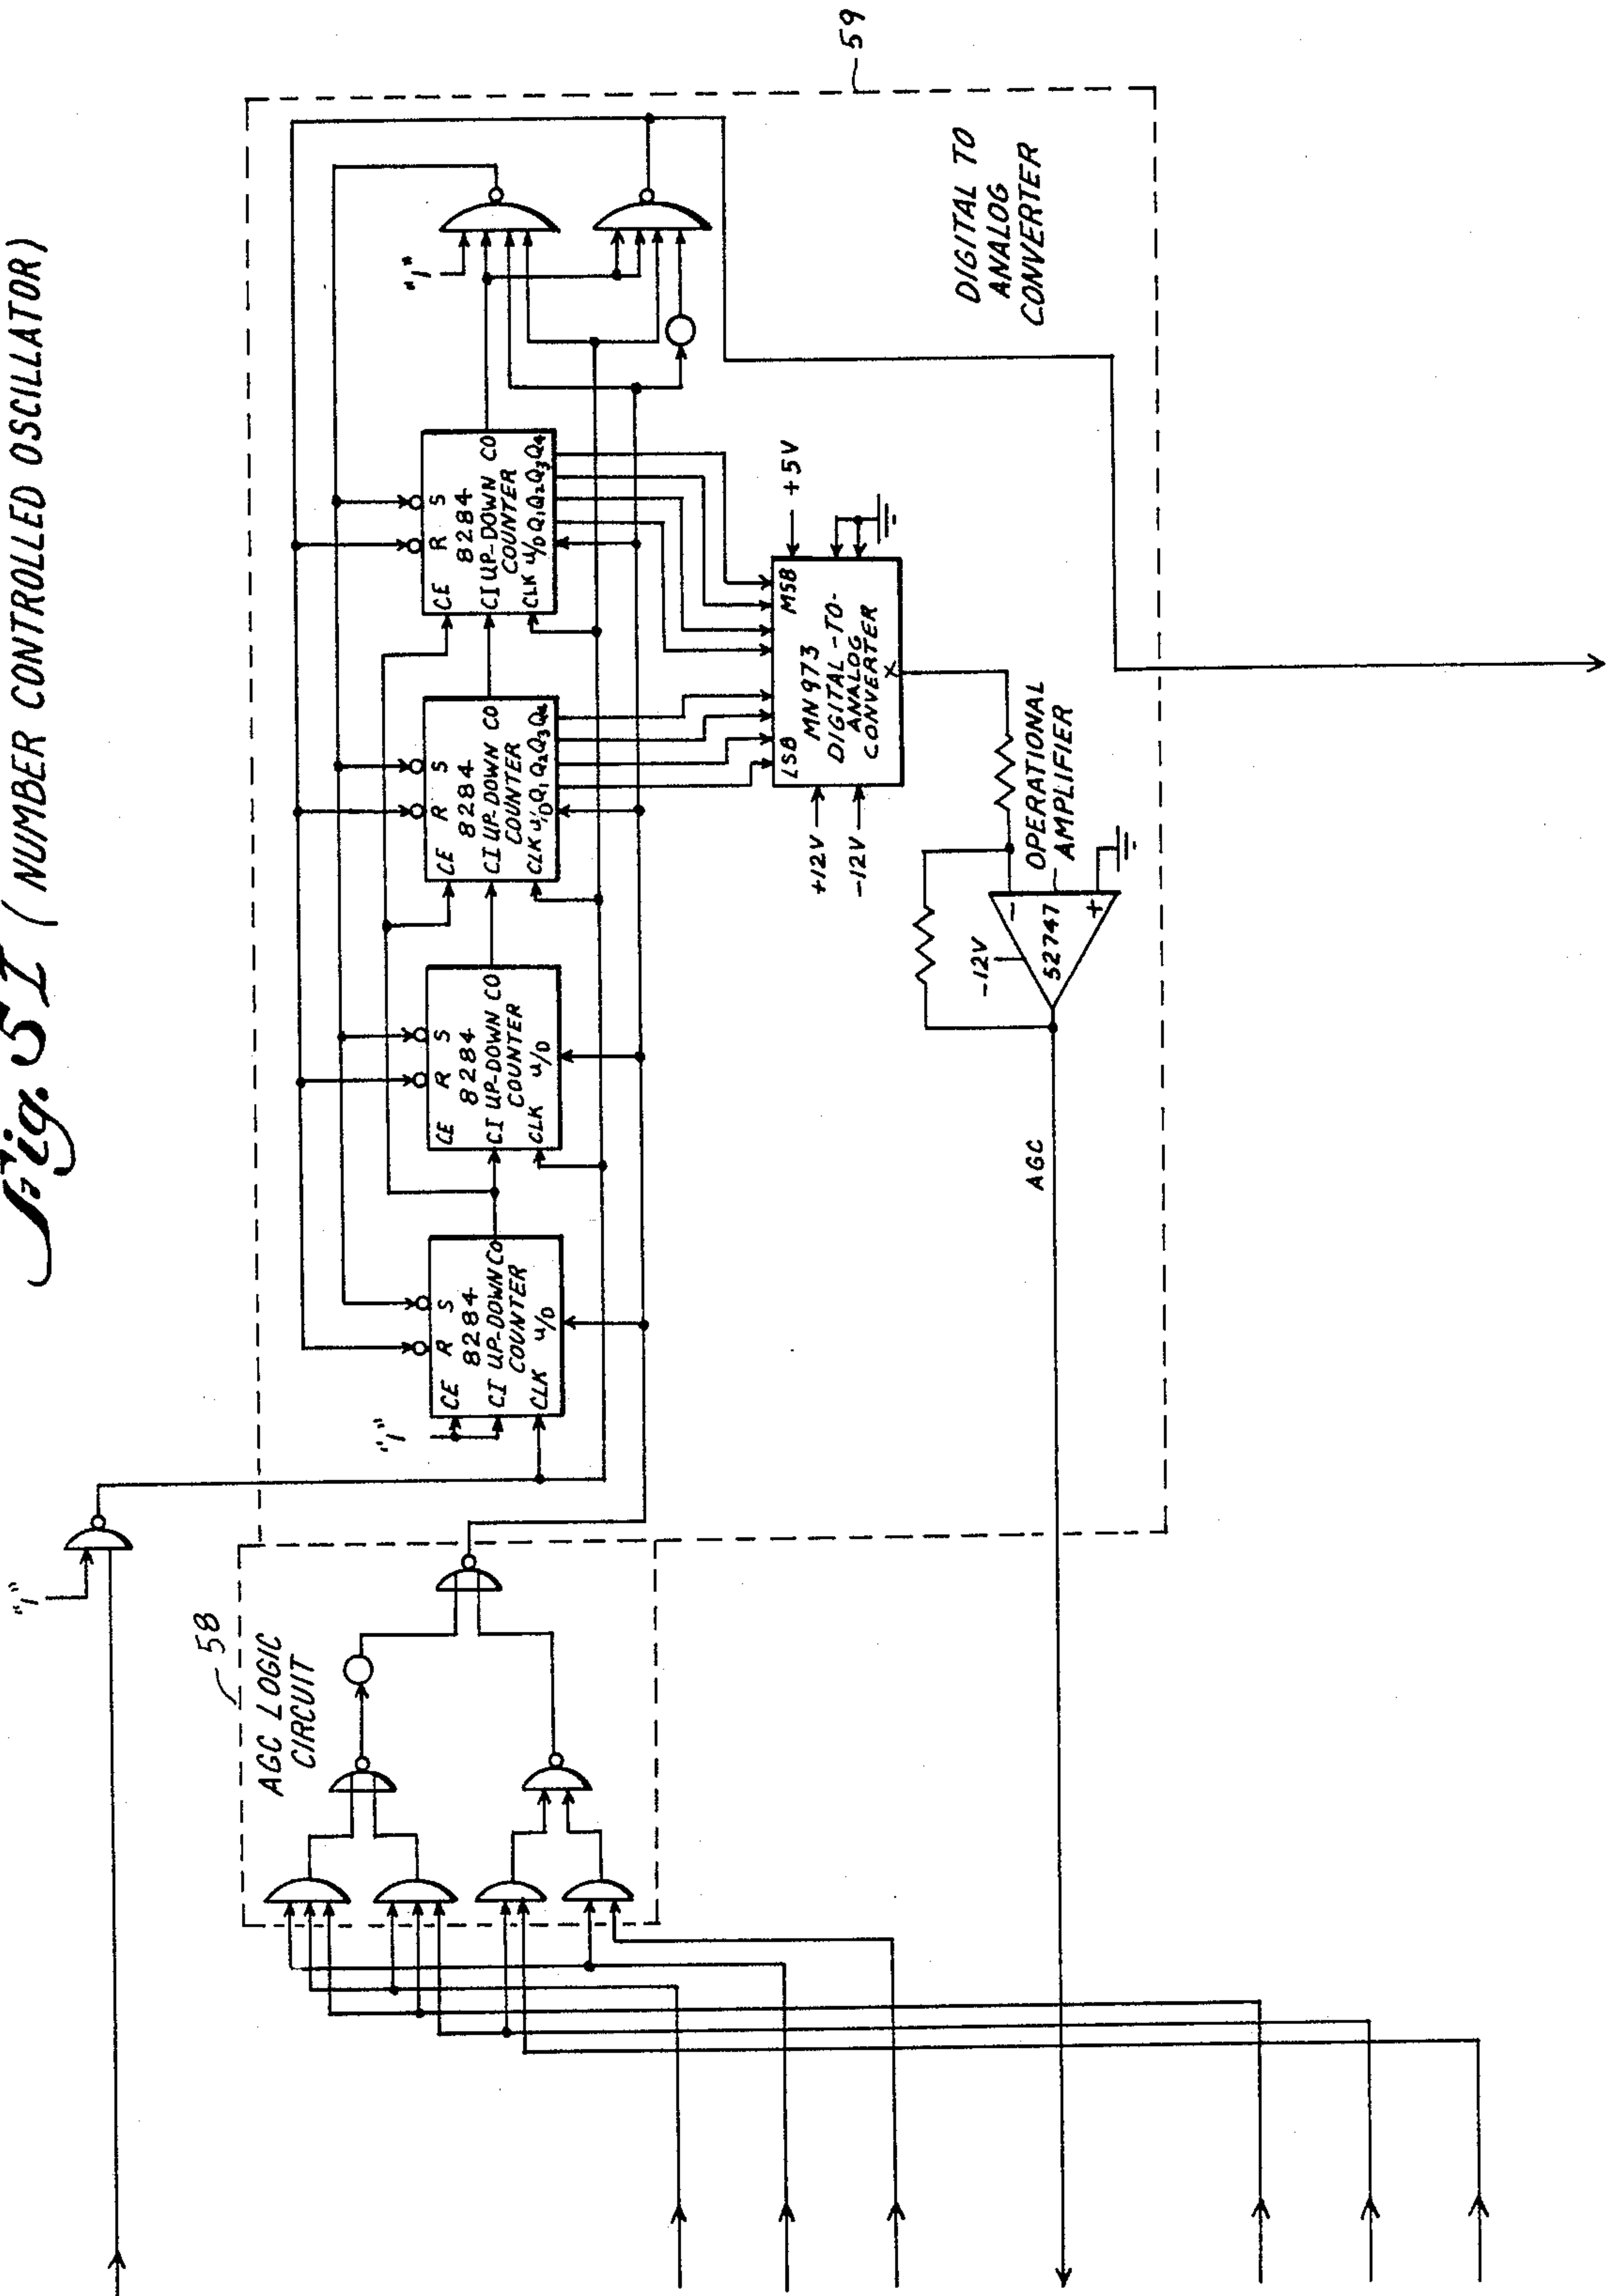 Fig. 5 I (NUMBER CONTROLLED OSCILLATOR)
"1"
58
AGC LOGIC
CIRCUIT
"1"
CE R S
8284
CI UP-DOWN CO
COUNTER
CLK u/D
CE R S
8284
CI UP-DOWN CO
COUNTER
CLK u/D
CE R S
8284
CI UP-DOWN CO
COUNTER
CLK u/D Q1 Q2 Q3 Q4
CE R S
8284
CI UP-DOWN CO
COUNTER
CLK u/D Q1 Q2 Q3 Q4
"1"
LSB MSB
MN973
DIGITAL-TO-
ANALOG
CONVERTER
X
+5V
+12V
-12V
OPERATIONAL
AMPLIFIER
-12V
-
52747
+
AGC
DIGITAL TO
ANALOG
CONVERTER
59